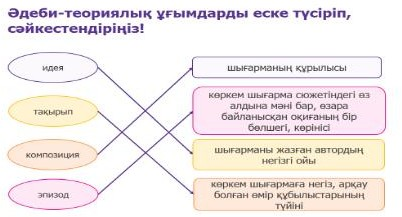 Әдеби-теориялық ұғымдарды еске түсіріп,
сәйкестендіріңіз!
идея
шығарманың құрылысы
тақырып
көркем шығарма сюжетіндегі өз
алдына мәні бар, өзара
байланысқан оқиғаның бір
бөлшегі, көрінісі
композиция
шығарманы жазған автордың
негізгі ойы
эпизод
көркем шығармаға негіз, арқау
болған өмір құбылыстарының
түйіні